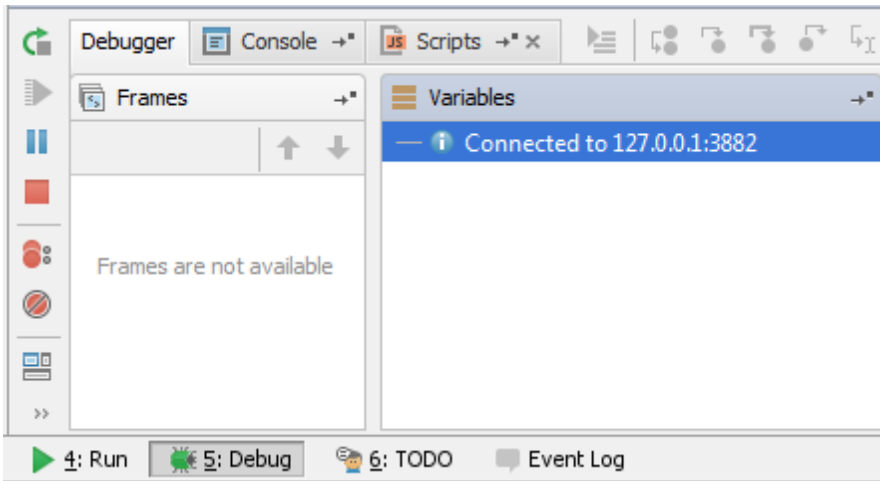 Debugger Console JS Scripts
Frames Variables
Connected to 127.0.0.1:3882
Frames are not available
4: Run 5: Debug 6: TODO Event Log